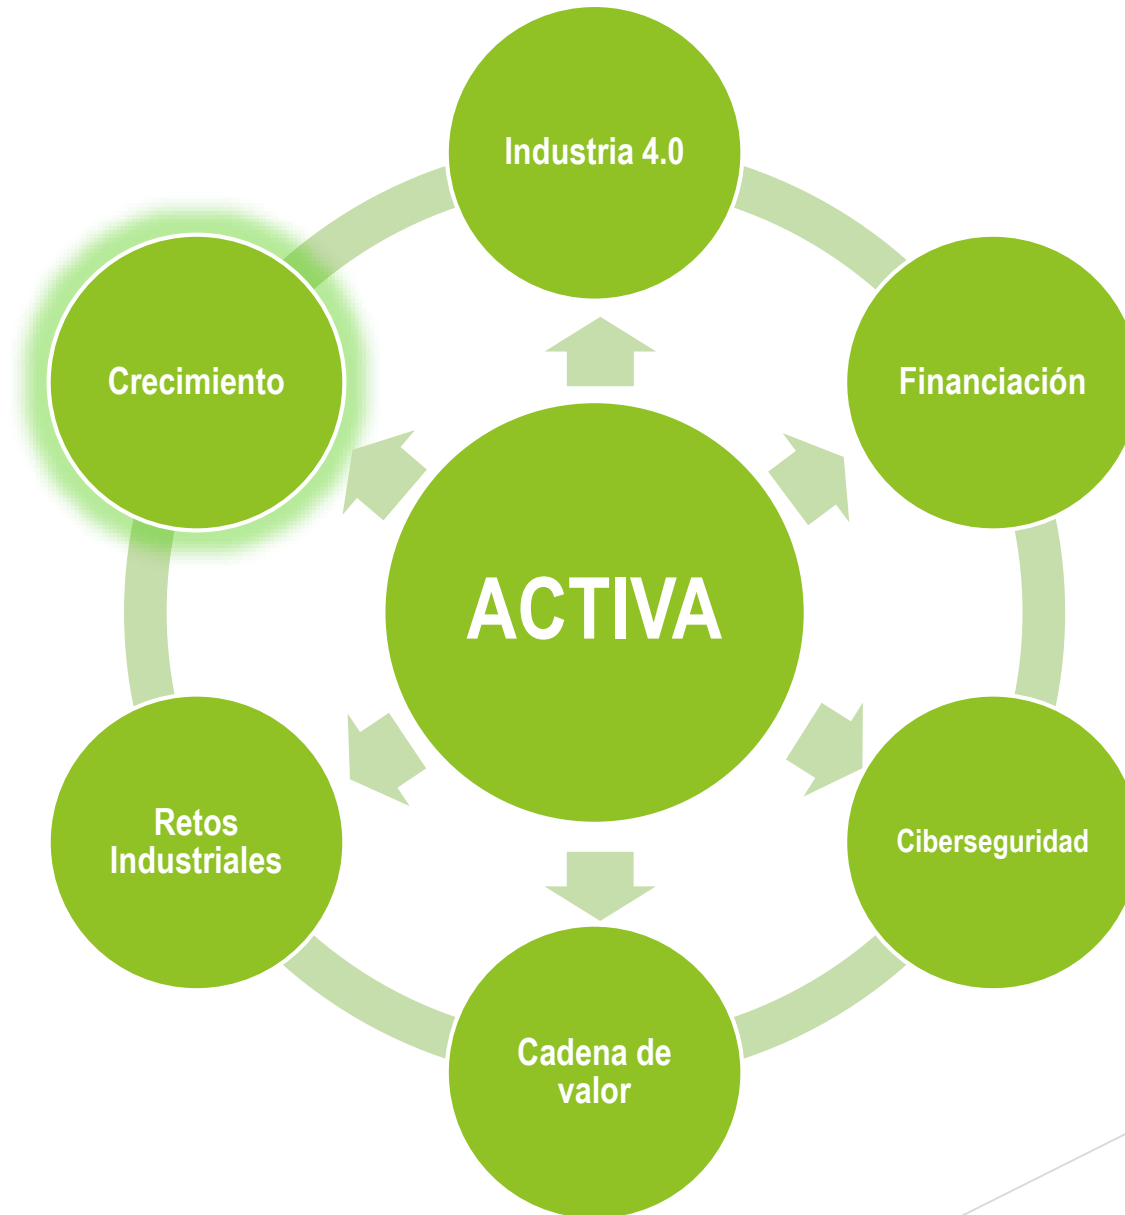 Industria 4.0
Crecimiento
Financiación
ACTIVA
Retos
Industriales
Ciberseguridad
Cadena de
valor